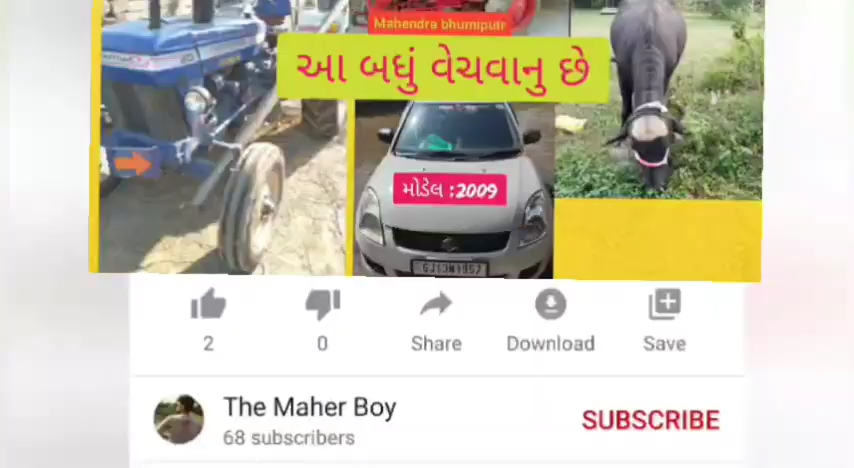 Mahendra bhumiputr
આ બધું વેચવાનુ છે
મોડેલ :2009
2
0
Share
Download
Save
The Maher Boy
68 subscribers
SUBSCRIBE